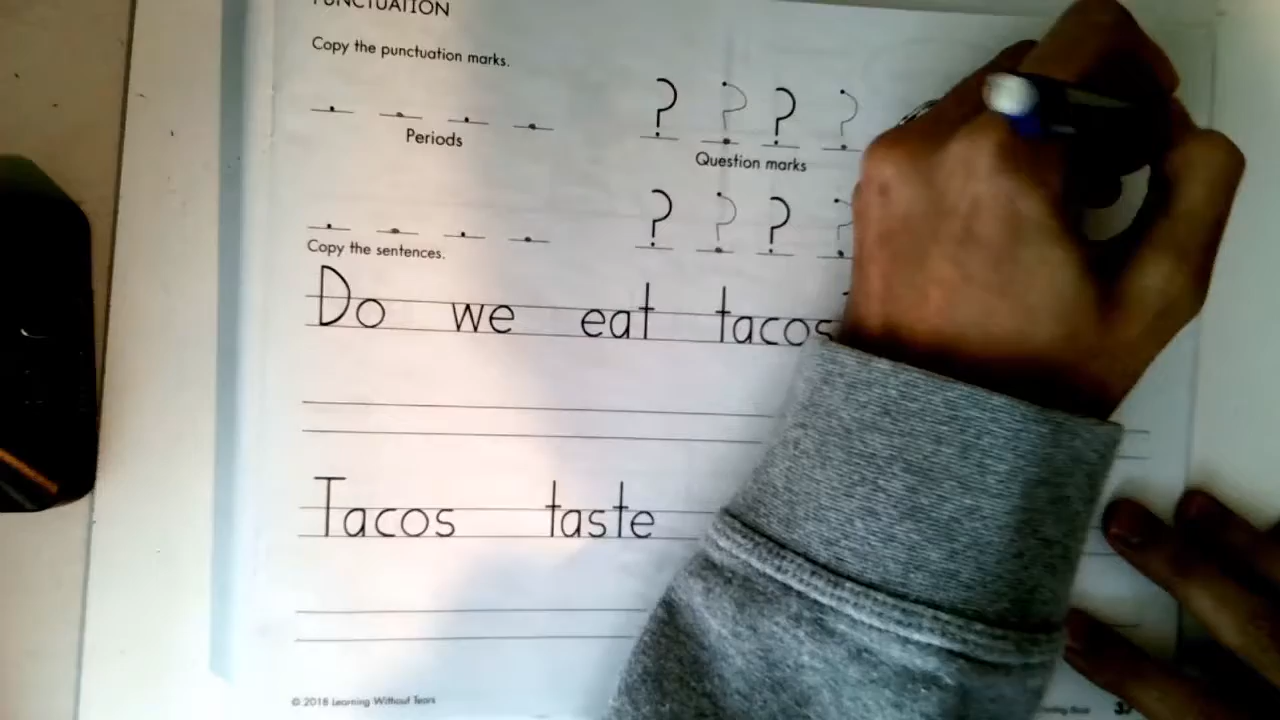 PUNCTUATION
Copy the punctuation marks.
. . . . ? ? ? ?
Periods Question marks
. . . . ? ? ? ?
Copy the sentences.
Do we eat tacos
Tacos taste
© 2018 Learning Without Tears